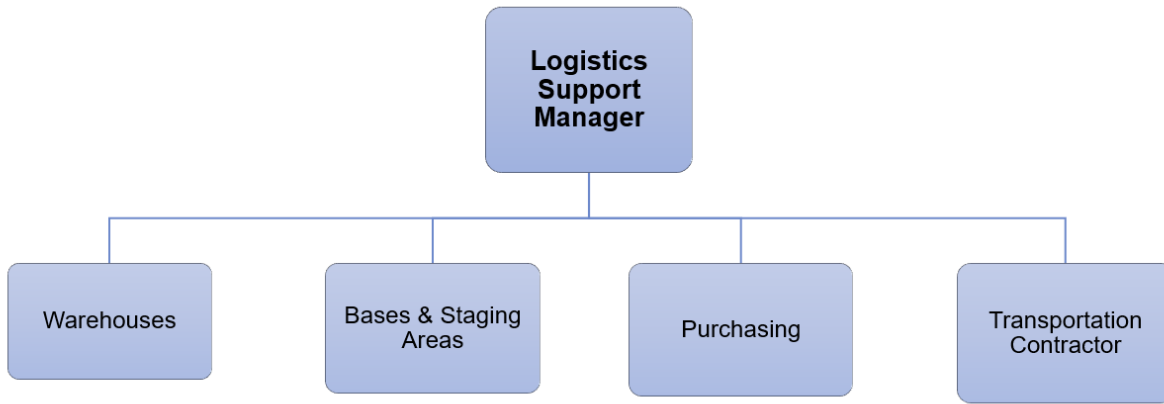 Logistics
Support
Manager
Warehouses
Bases & Staging
Areas
Purchasing
Transportation
Contractor